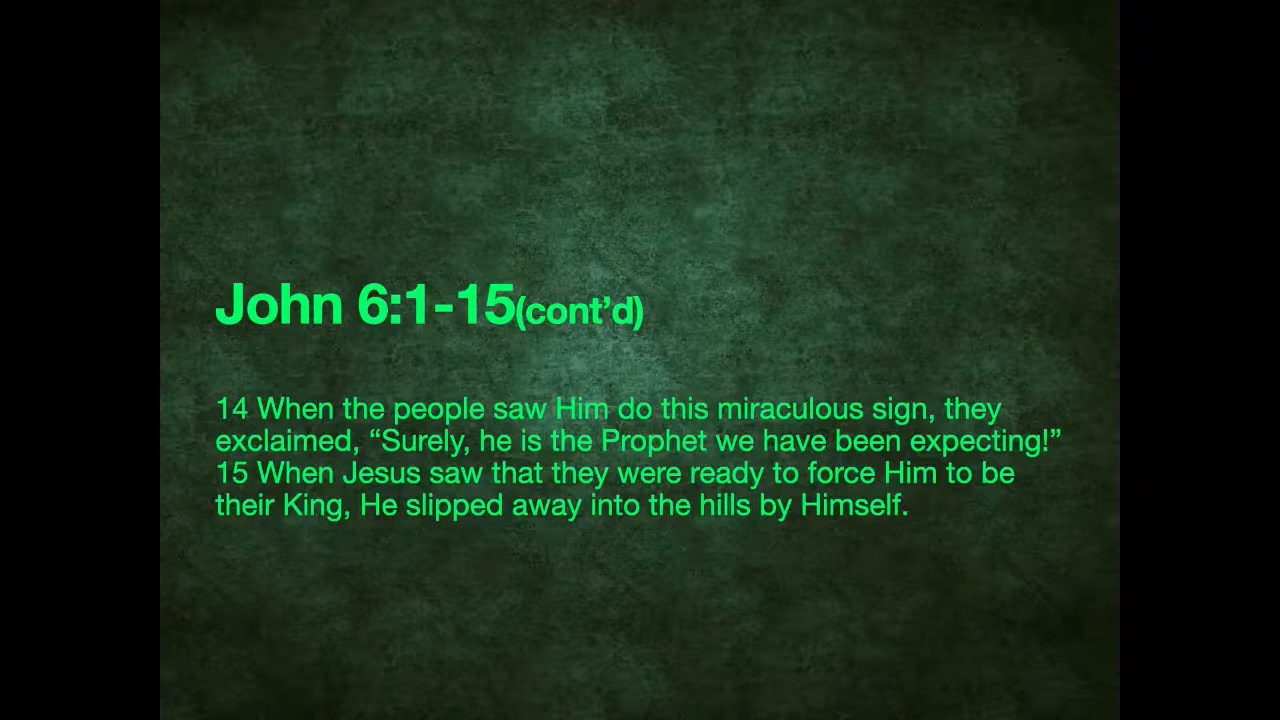 John 6:1-15(cont’d)
14 When the people saw Him do this miraculous sign, they
exclaimed, “Surely, he is the Prophet we have been expecting!”
15 When Jesus saw that they were ready to force Him to be
their King, He slipped away into the hills by Himself.